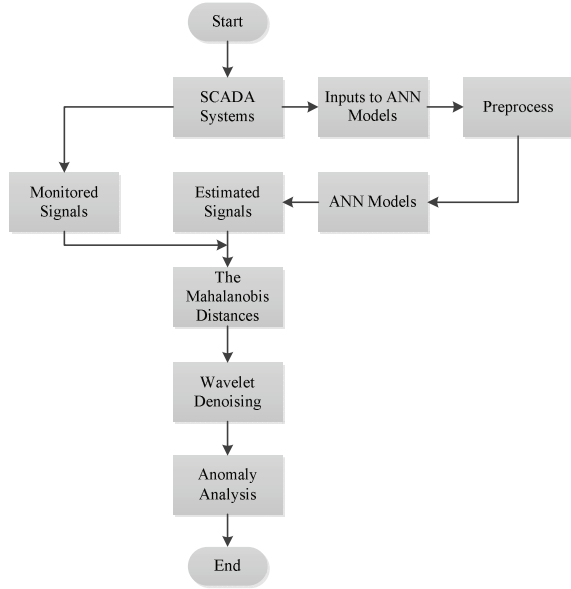 Start
SCADA
Systems
Inputs to ANN
Models
Preprocess
Monitored
Signals
Estimated
Signals
ANN Models
The
Mahalanobis
Distances
Wavelet
Denoising
Anomaly
Analysis
End